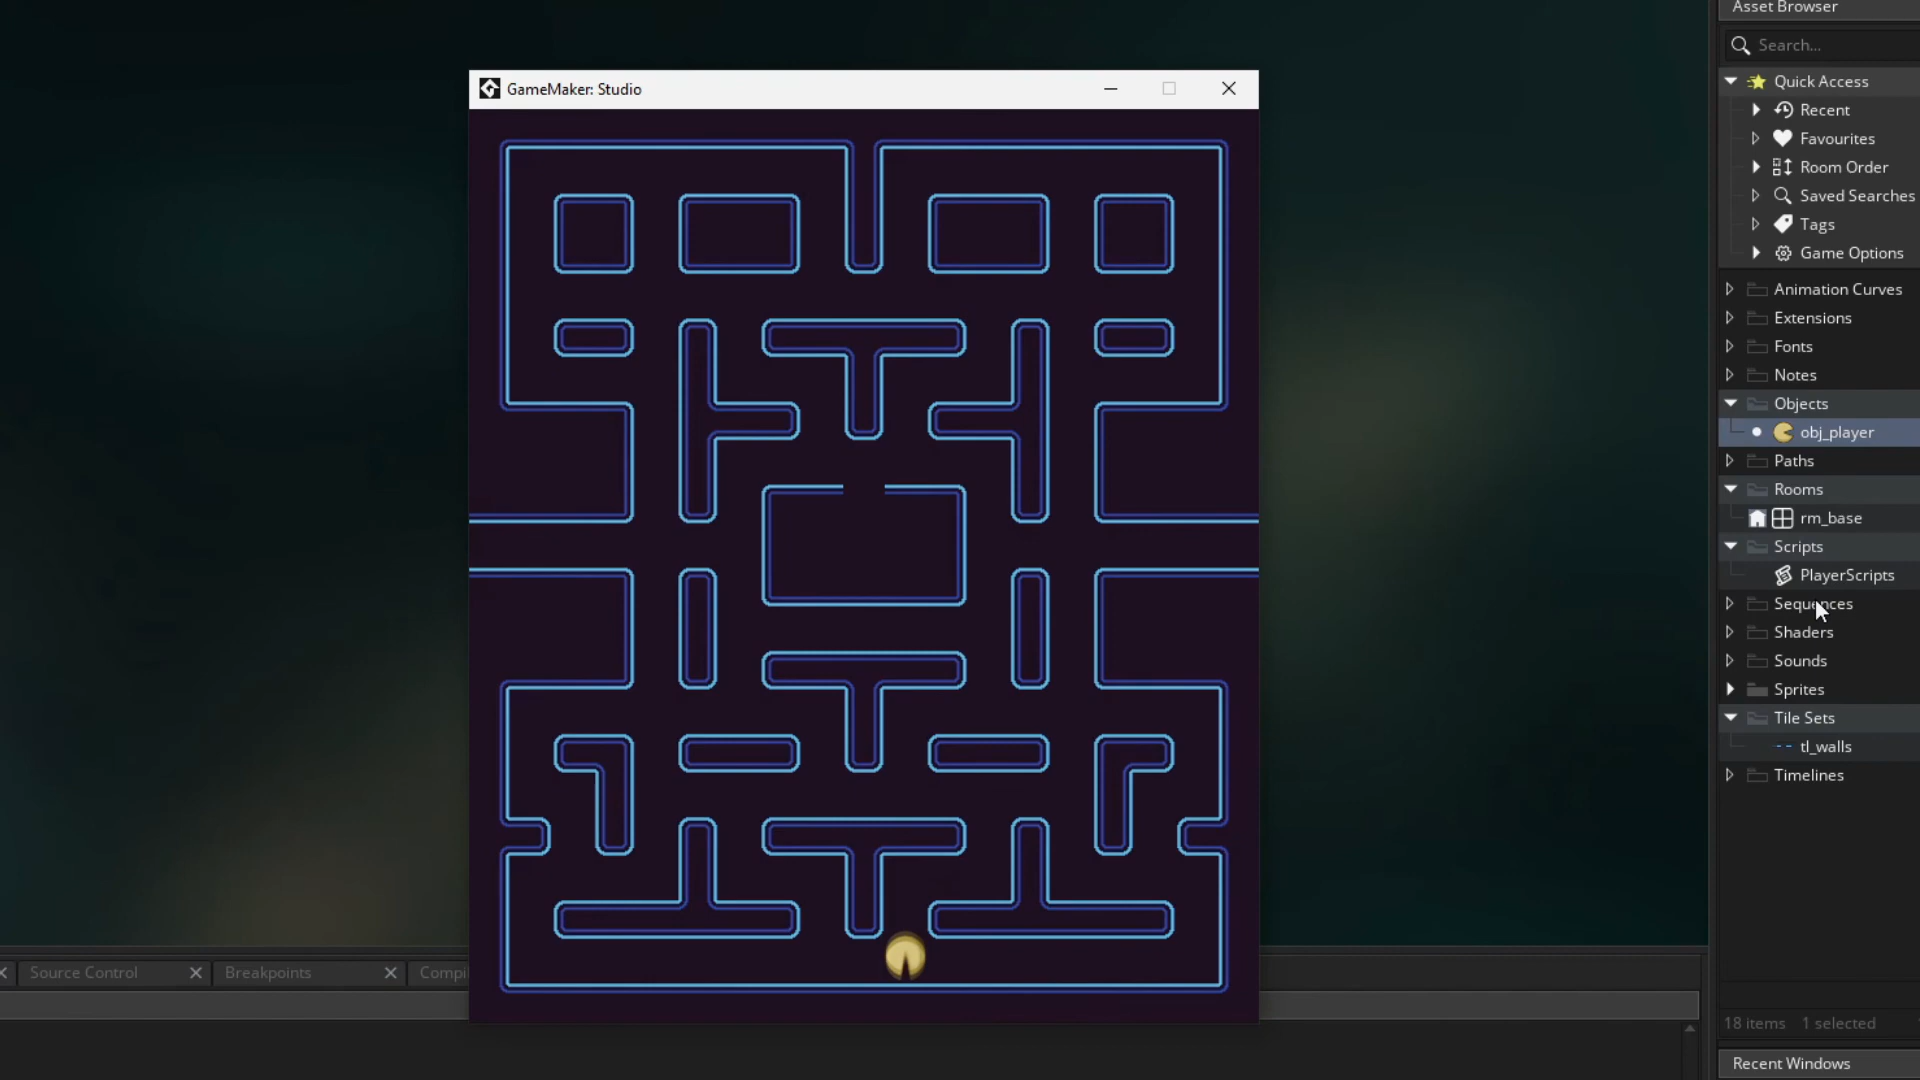 Asset Browser
Search...
GameMaker: Studio
Quick Access
Recent
Favourites
Room Order
Saved Searches
Tags
Game Options
Animation Curves
Extensions
Fonts
Notes
Objects
obj_player
Paths
Rooms
rm_base
Scripts
PlayerScripts
Sequences
Shaders
Sounds
Sprites
Tile Sets
tl_walls
Timelines
Source Control
Breakpoints
Compi
18 items 1 selected
Recent Windows